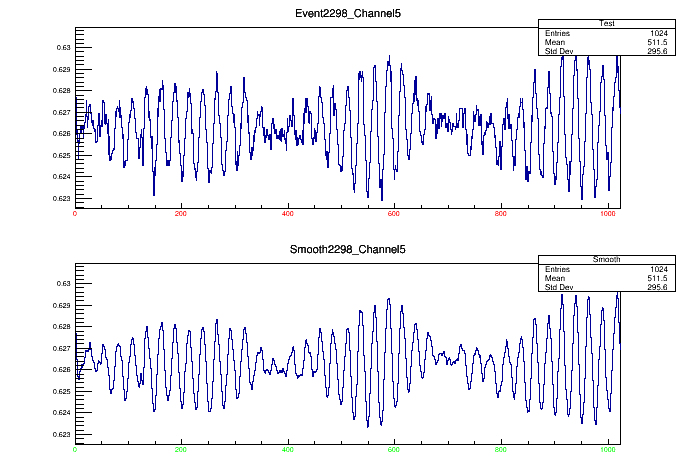 Event2298_Channel5
Test
Entries 1024
Mean 511.5
Std Dev 295.6
0.63
0.629
0.628
0.627
0.626
0.625
0.624
0.623
0 200 400 600 800 1000
Smooth2298_Channel5
Smooth
Entries 1024
Mean 511.5
Std Dev 295.6
0.63
0.629
0.628
0.627
0.626
0.625
0.624
0.623
0 200 400 600 800 1000